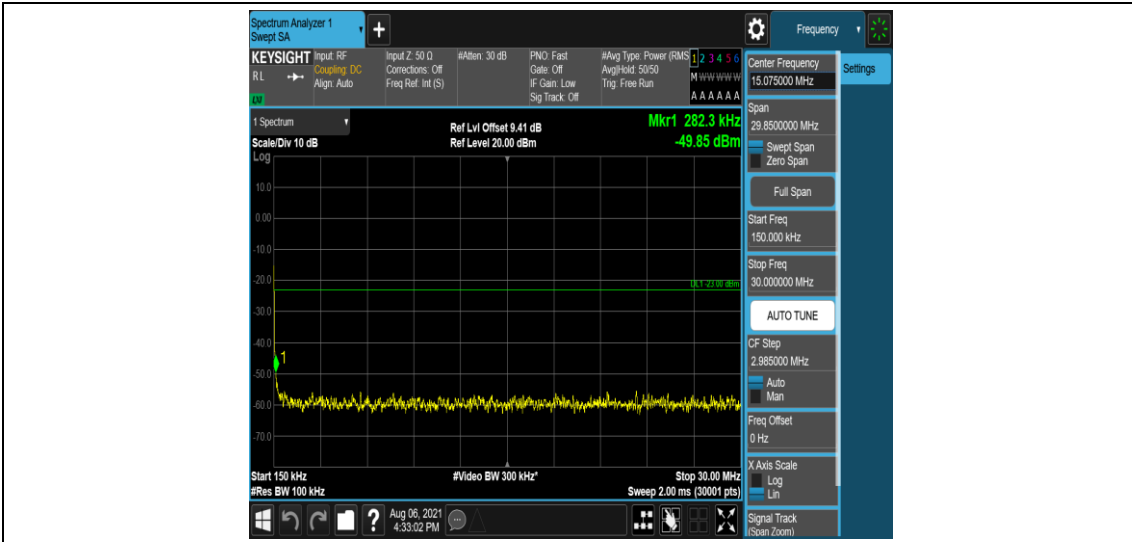 Spectrum Analyzer 1
Swept SA
Frequency
KEYSIGHT
RL
LXI
Input: RF
Coupling: DC
Align: Auto
Input Z: 50 Ω
Corrections: Off
Freq Ref: Int (S)
#Atten: 30 dB
PNO: Fast
Gate: Off
IF Gain: Low
Sig Track: Off
#Avg Type: Power (RMS
Avg|Hold: 50/50
Trig: Free Run
1 2 3 4 5 6
M W W W W W
A A A A A A
Center Frequency
15.075000 MHz
Settings
1 Spectrum
Scale/Div 10 dB
Log
Ref Lvl Offset 9.41 dB
Ref Level 20.00 dBm
Mkr1 282.3 kHz
-49.85 dBm
Span
29.8500000 MHz
Swept Span
Zero Span
Full Span
Start Freq
150.000 kHz
Stop Freq
30.000000 MHz
AUTO TUNE
CF Step
2.985000 MHz
Auto
Man
Freq Offset
0 Hz
X Axis Scale
Log
Lin
Signal Track
(Span Zoom)
10.0
0.00
-10.0
-20.0
DL1 -23.00 dBm
-30.0
-40.0
1
-50.0
-60.0
-70.0
Start 150 kHz
#Video BW 300 kHz*
Stop 30.00 MHz
#Res BW 100 kHz
Sweep 2.00 ms (30001 pts)
?
Aug 06, 2021
4:33:02 PM